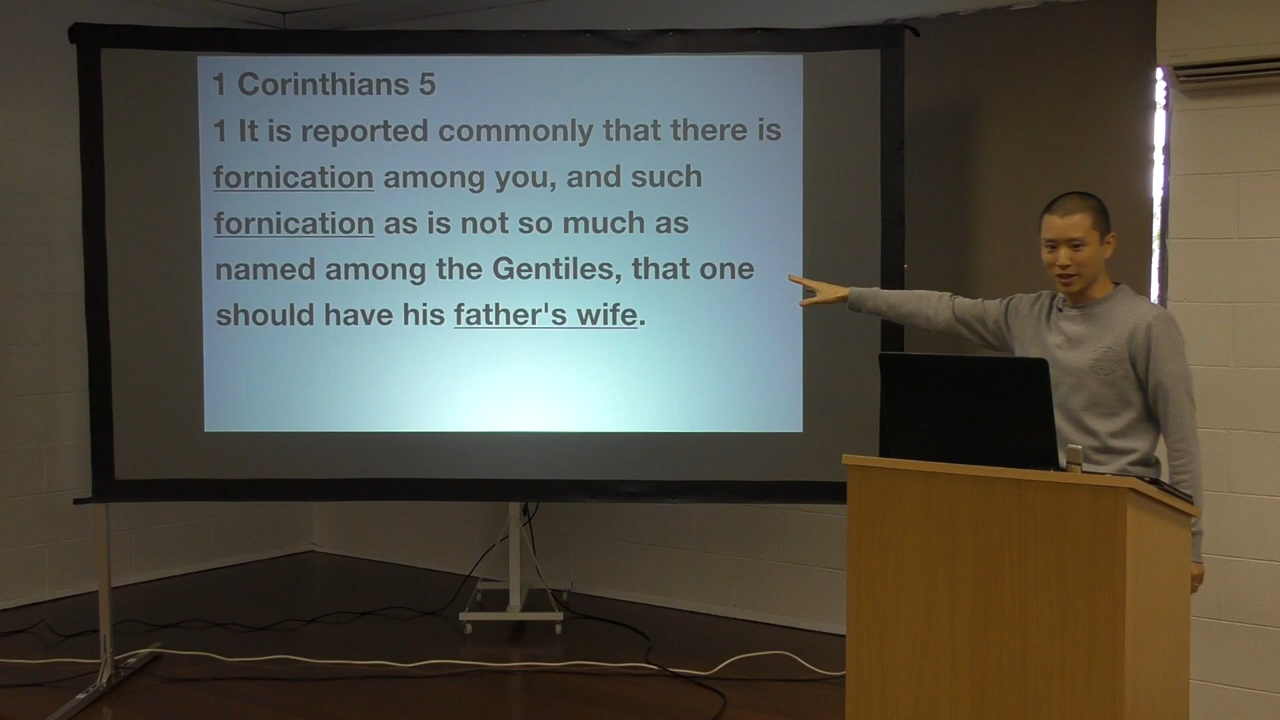 1 Corinthians 5
1 It is reported commonly that there is
fornication among you, and such
fornication as is not so much as
named among the Gentiles, that one
should have his father's wife.